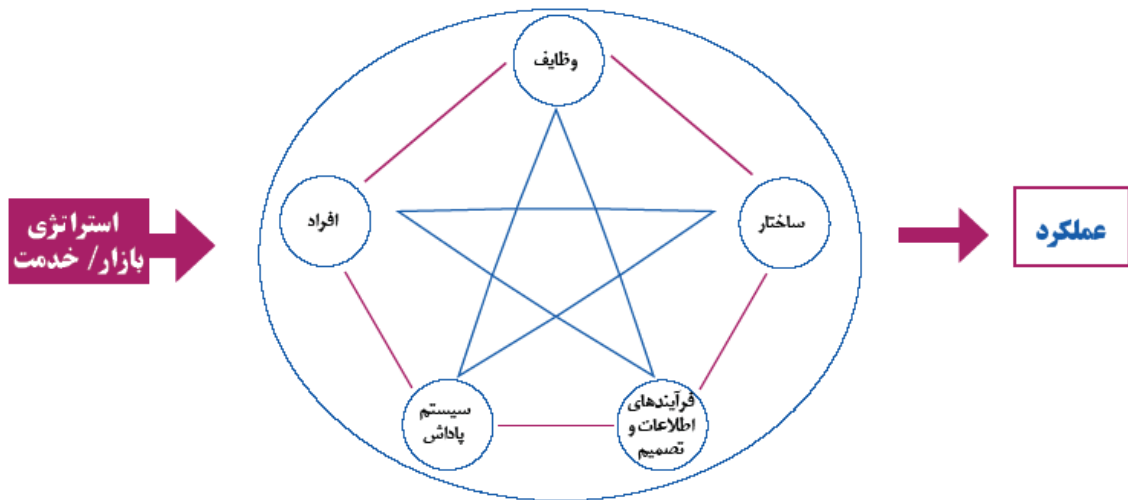 وظایف
افراد
ساختار
استراتژی
بازار/ خدمت
عملکرد
سیستم
پاداش
فرآیندهای
اطلاعات و
تصمیم